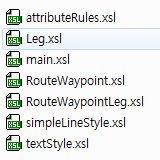 attributeRules.xsl
Leg.xsl
main.xsl
RouteWaypoint.xsl
RouteWaypointLeg.xsl
simpleLineStyle.xsl
textStyle.xsl